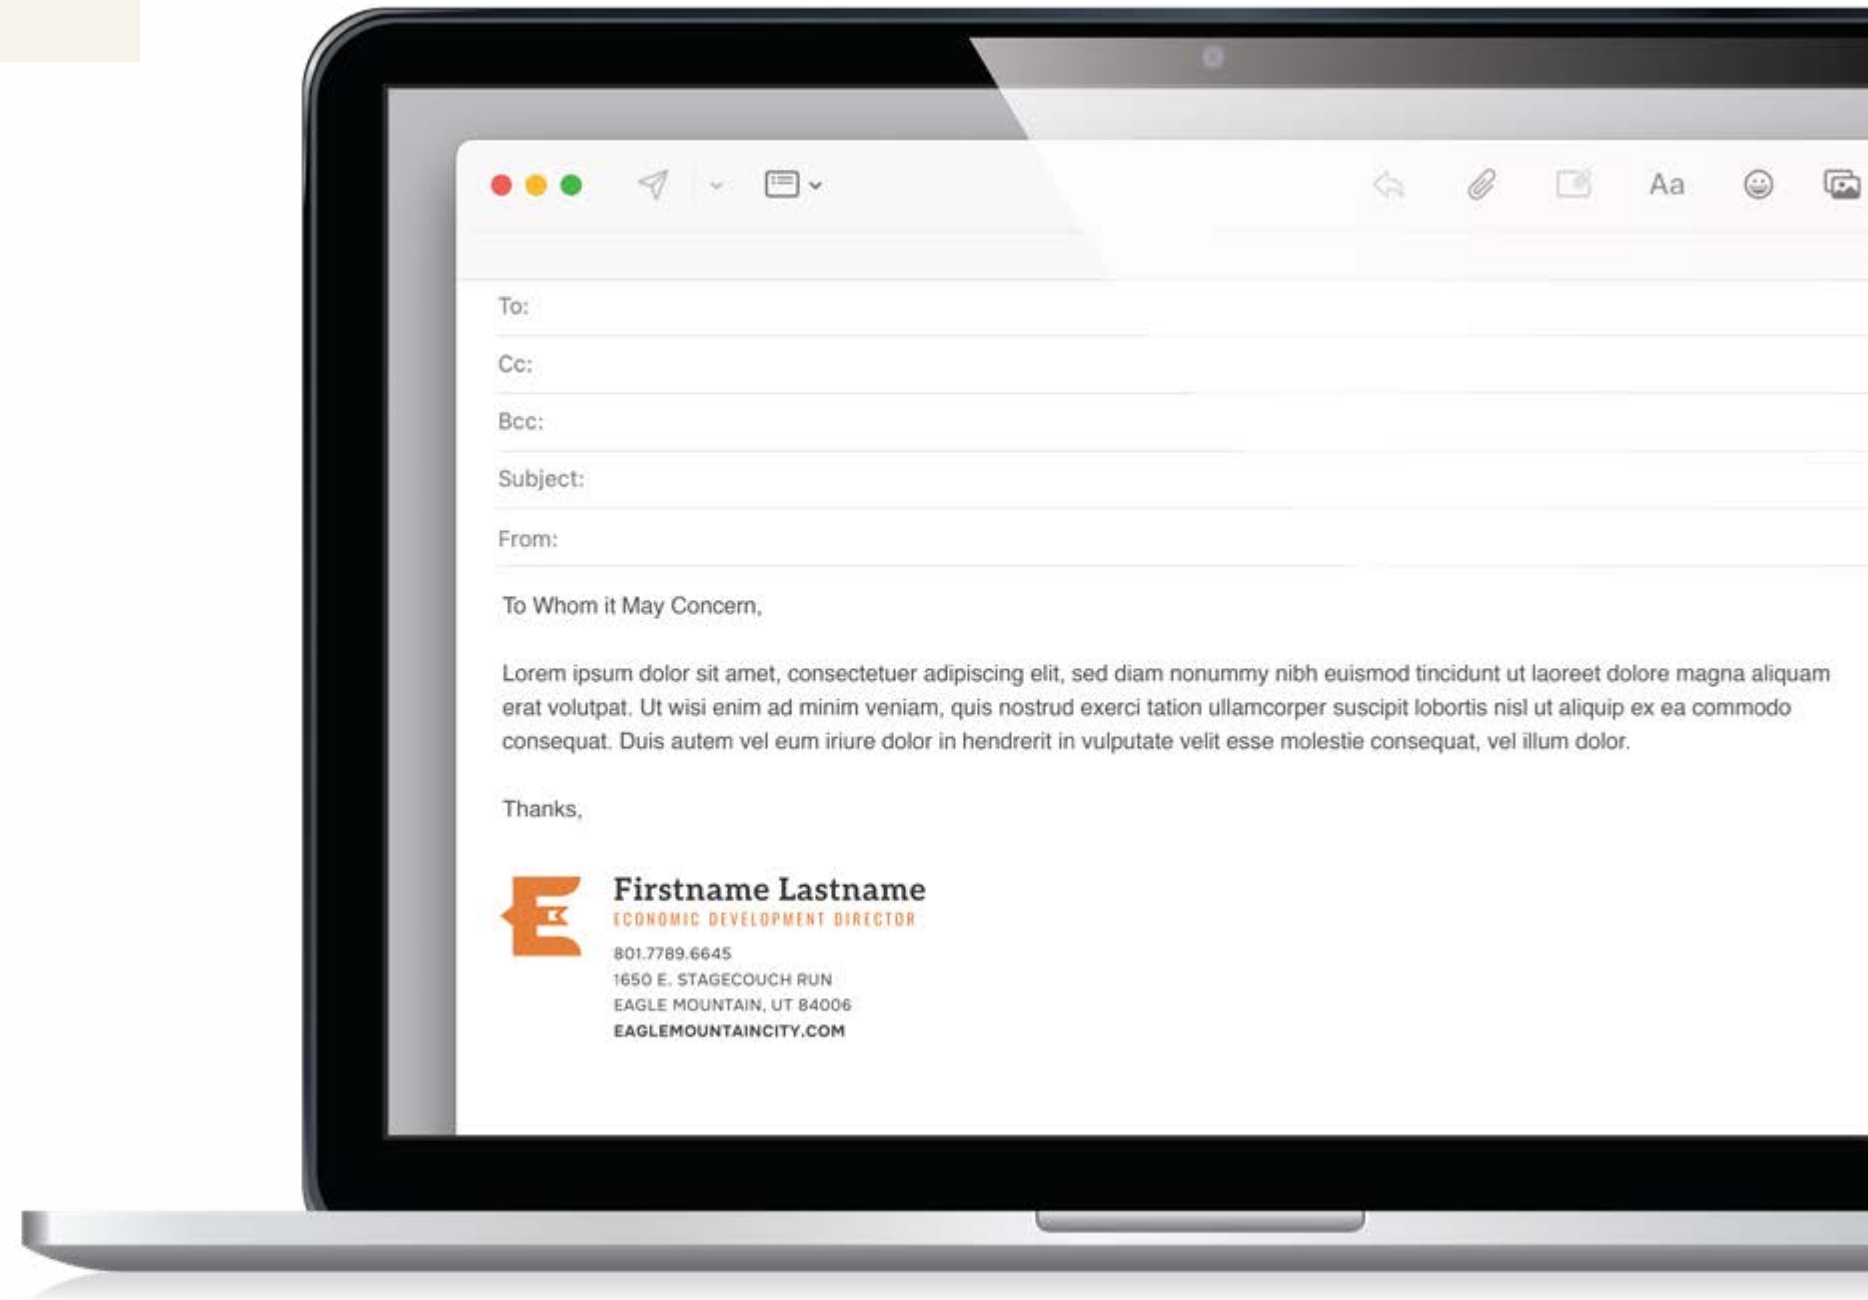 Aa
To:
Cc:
Bcc:
Subject:
From:
To Whom it May Concern,
Lorem ipsum dolor sit amet, consectetuer adipiscing elit, sed diam nonummy nibh euismod tincidunt ut laoreet dolore magna aliquam
erat volutpat. Ut wisi enim ad minim veniam, quis nostrud exerci tation ullamcorper suscipit lobortis nisl ut aliquip ex ea commodo
consequat. Duis autem vel eum iriure dolor in hendrerit in vulputate velit esse molestie consequat, vel illum dolor.
Thanks,
Firstname Lastname
ECONOMIC DEVELOPMENT DIRECTOR
801.7789.6645
1650 E. STAGECOUCH RUN
EAGLE MOUNTAIN, UT 84006
EAGLEMOUNTAINCITY.COM